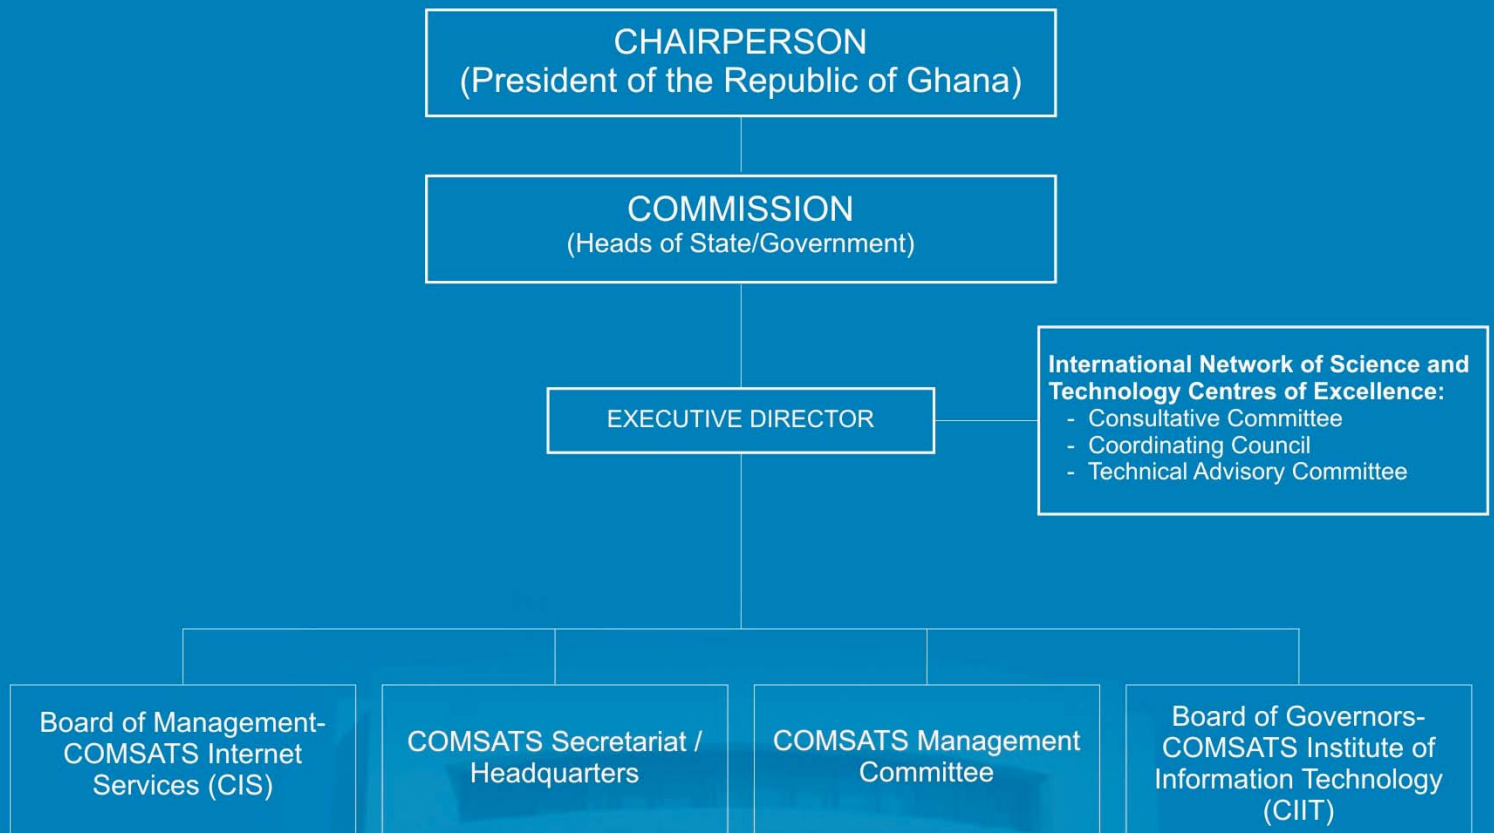 CHAIRPERSON
(President of the Republic of Ghana)
COMMISSION
(Heads of State/Government)
EXECUTIVE DIRECTOR
International Network of Science and
Technology Centres of Excellence:
- Consultative Committee
- Coordinating Council
- Technical Advisory Committee
Board of Management-
COMSATS Internet
Services (CIS)
COMSATS Secretariat /
Headquarters
COMSATS Management
Committee
Board of Governors-
COMSATS Institute of
Information Technology
(CIIT)